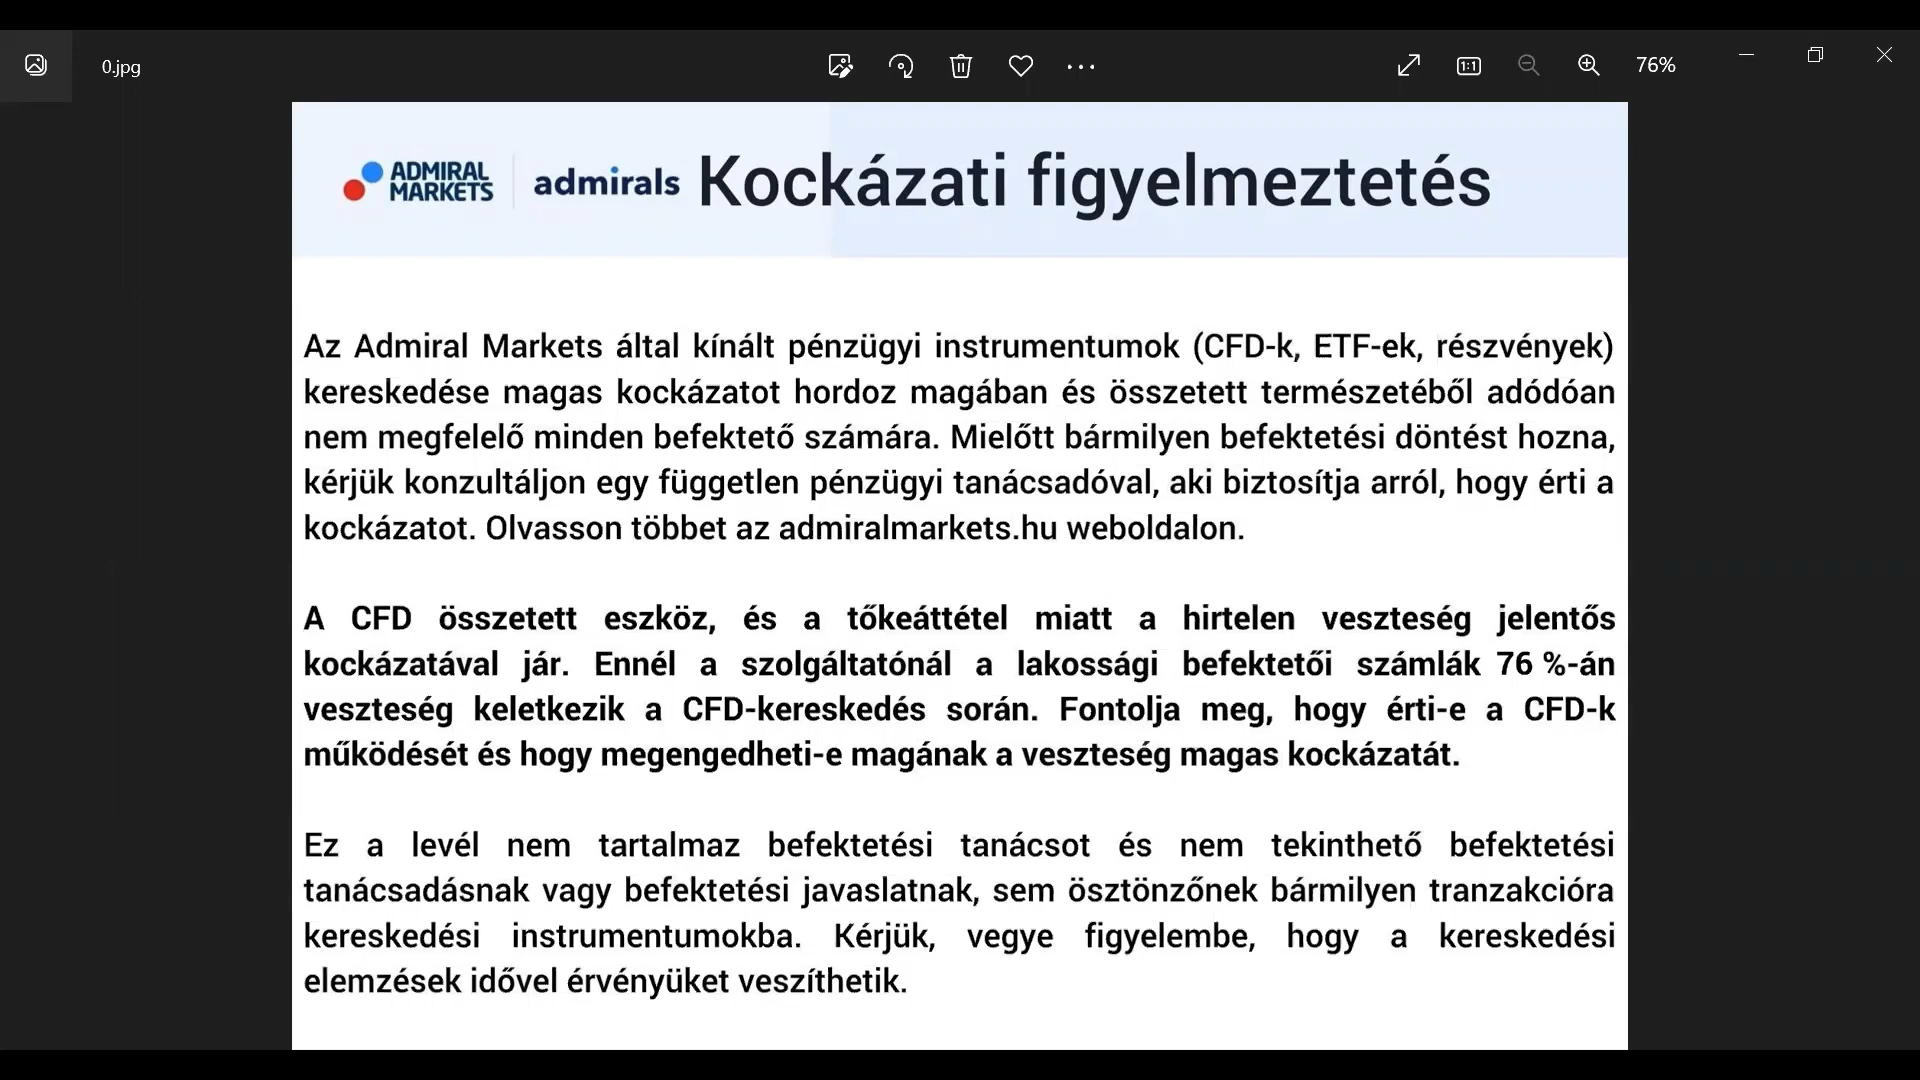 0.jpg
76%
ADMIRAL
MARKETS
admirals
Kockázati figyelmeztetés
Az Admiral Markets által kínált pénzügyi instrumentumok (CFD-k, ETF-ek, részvények)
kereskedése magas kockázatot hordoz magában és összetett természetéből adódóan
nem megfelelő minden befektető számára. Mielőtt bármilyen befektetési döntést hozna,
kérjük konzultáljon egy független pénzügyi tanácsadóval, aki biztosítja arról, hogy érti a
kockázatot. Olvasson többet az admiralmarkets.hu weboldalon.
A CFD összetett eszköz, és a tőkeáttétel miatt a hirtelen veszteség jelentős
kockázatával jár. Ennél a szolgáltatónál a lakossági befektetői számlák 76 %-án
veszteség keletkezik a CFD-kereskedés során. Fontolja meg, hogy érti-e a CFD-k
működését és hogy megengedheti-e magának a veszteség magas kockázatát.
Ez a levél nem tartalmaz befektetési tanácsot és nem tekinthető befektetési
tanácsadásnak vagy befektetési javaslatnak, sem ösztönzőnek bármilyen tranzakcióra
kereskedési instrumentumokba. Kérjük, vegye figyelembe, hogy a kereskedési
elemzések idővel érvényüket veszíthetik.